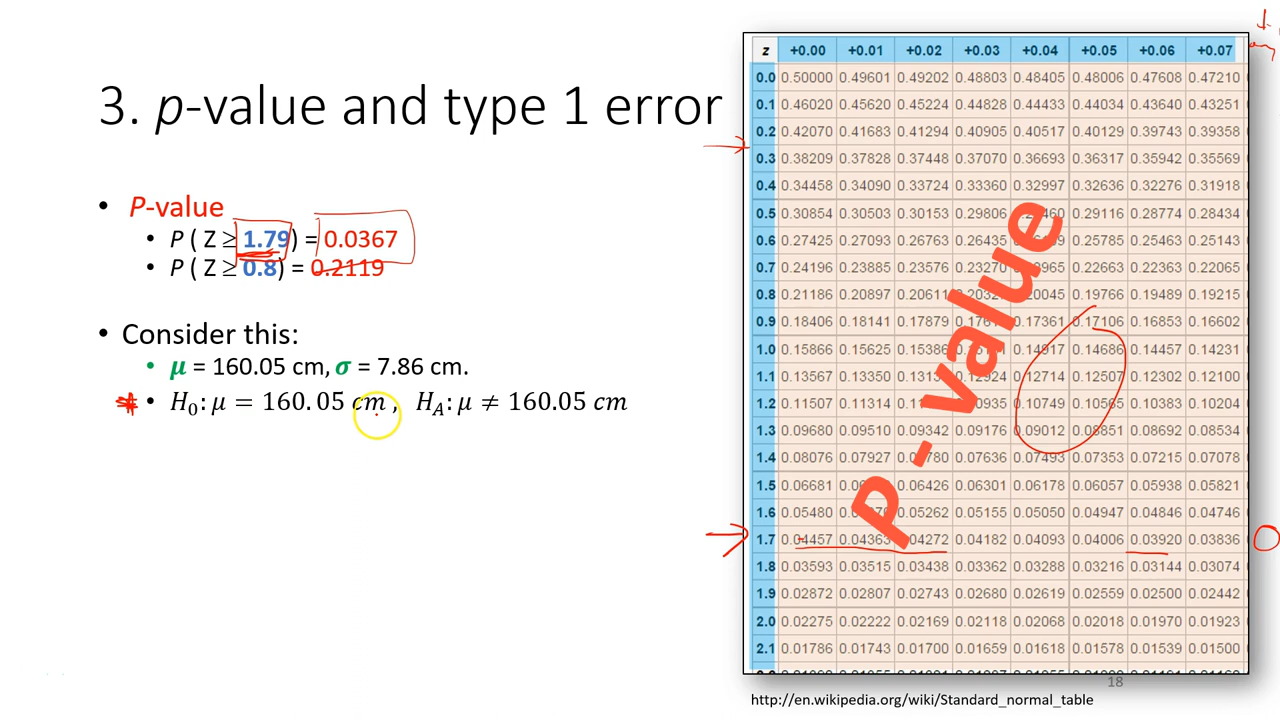 3. p-value and type 1 error
• P-value
• P ( Z ≥ 1.79) = 0.0367
• P ( Z ≥ 0.8) = 0.2119
• Consider this:
• μ = 160.05 cm, σ = 7.86 cm.
• H₀: μ = 160.05 cm , H_A: μ ≠ 160.05 cm
z +0.00 +0.01 +0.02 +0.03 +0.04 +0.05 +0.06 +0.07
0.0 0.50000 0.49601 0.49202 0.48803 0.48405 0.48006 0.47608 0.47210
0.1 0.46020 0.45620 0.45224 0.44828 0.44433 0.44034 0.43640 0.43251
0.2 0.42070 0.41683 0.41294 0.40905 0.40517 0.40129 0.39743 0.39358
0.3 0.38209 0.37828 0.37448 0.37070 0.36693 0.36317 0.35942 0.35569
0.4 0.34458 0.34090 0.33724 0.33360 0.32997 0.32636 0.32276 0.31918
0.5 0.30854 0.30503 0.30153 0.29806 0.29116 0.28774 0.28434
0.6 0.27425 0.27093 0.26763 0.26435 0.25785 0.25463 0.25143
0.7 0.24196 0.23885 0.23576 0.23270 0.22663 0.22363 0.22065
0.8 0.21186 0.20897 0.20611 0.20045 0.19766 0.19489 0.19215
0.9 0.18406 0.18141 0.17879 0.17361 0.17106 0.16853 0.16602
1.0 0.15866 0.15625 0.15386 0.14917 0.14686 0.14457 0.14231
1.1 0.13567 0.13350 0.12714 0.12507 0.12302 0.12100
1.2 0.11507 0.11314 0.10749 0.10565 0.10383 0.10204
1.3 0.09680 0.09510 0.09342 0.09176 0.09012 0.08851 0.08692 0.08534
1.4 0.08076 0.07927 0.07636 0.07493 0.07353 0.07215 0.07078
1.5 0.06681 0.06426 0.06301 0.06178 0.06057 0.05938 0.05821
1.6 0.05480 0.05262 0.05155 0.05050 0.04947 0.04846 0.04746
1.7 0.04457 0.04363 0.04272 0.04182 0.04093 0.04006 0.03920 0.03836
1.8 0.03593 0.03515 0.03438 0.03362 0.03288 0.03216 0.03144 0.03074
1.9 0.02872 0.02807 0.02743 0.02680 0.02619 0.02559 0.02500 0.02442
2.0 0.02275 0.02222 0.02169 0.02118 0.02068 0.02018 0.01970 0.01923
2.1 0.01786 0.01743 0.01700 0.01659 0.01618 0.01578 0.01539 0.01500
P - value
18
http://en.wikipedia.org/wiki/Standard_normal_table